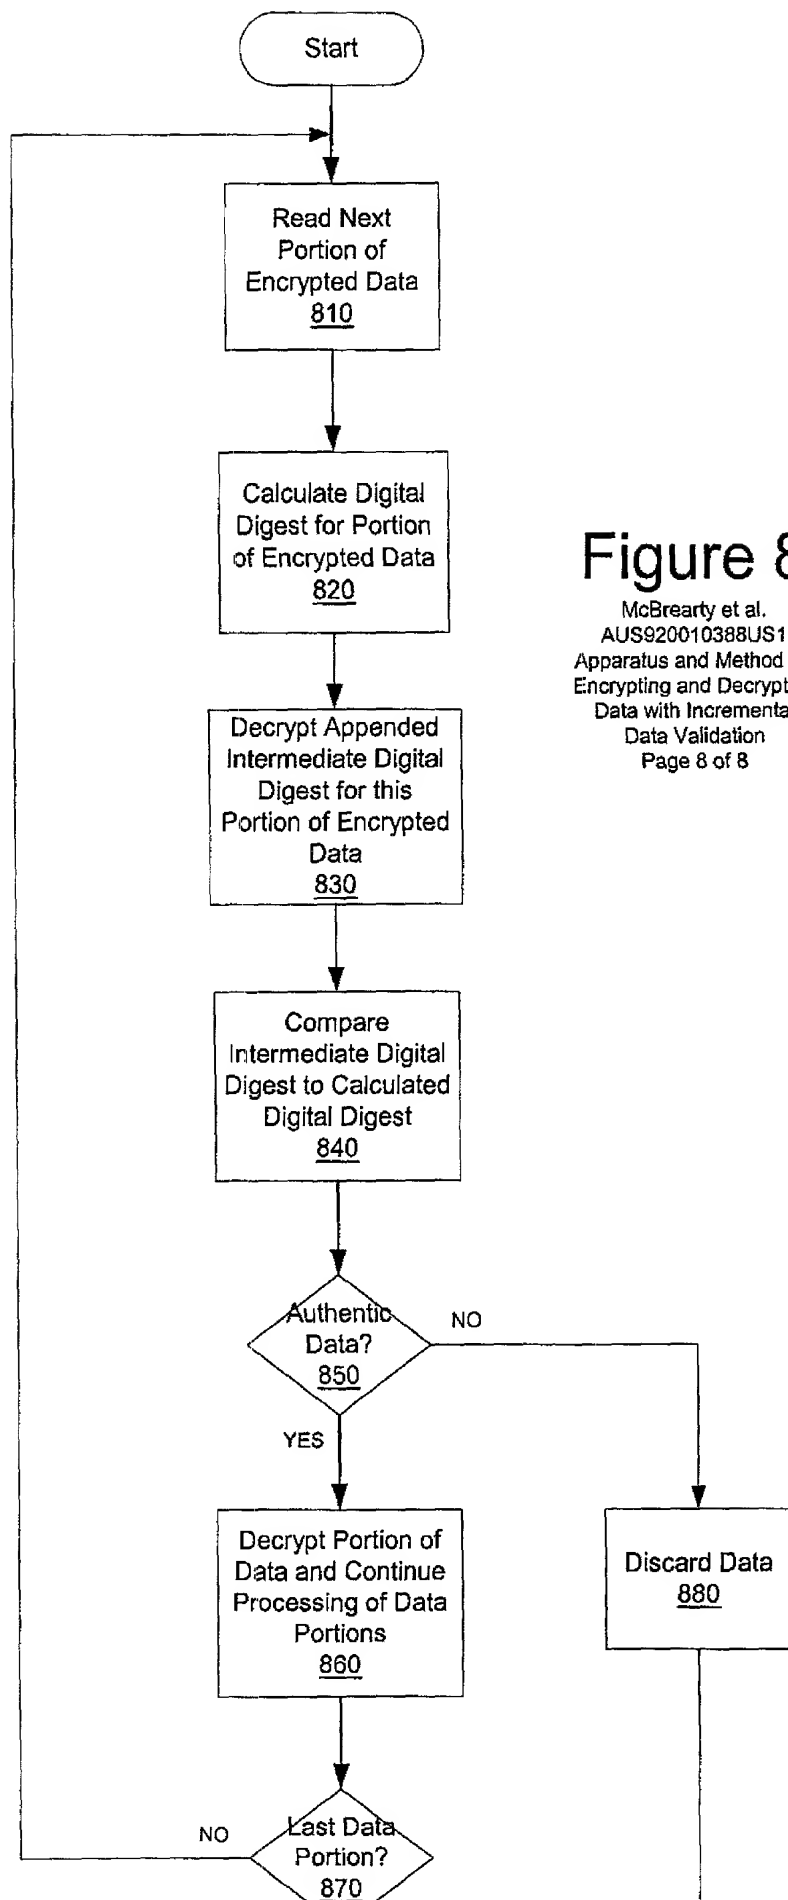 Start
Read Next
Portion of
Encrypted Data
810
Calculate Digital
Digest for Portion
of Encrypted Data
820
Figure 8
McBrearty et al.
AUS920010388US1
Apparatus and Method
Encrypting and Decrypt
Data with Incrementa
Data Validation
Page 8 of 8
Decrypt Appended
Intermediate Digital
Digest for this
Portion of Encrypted
Data
830
Compare
Intermediate Digital
Digest to Calculated
Digital Digest
840
Authentic
Data?
850
NO
YES
Decrypt Portion of
Data and Continue
Processing of Data
Portions
860
Discard Data
880
NO
Last Data
Portion?
870